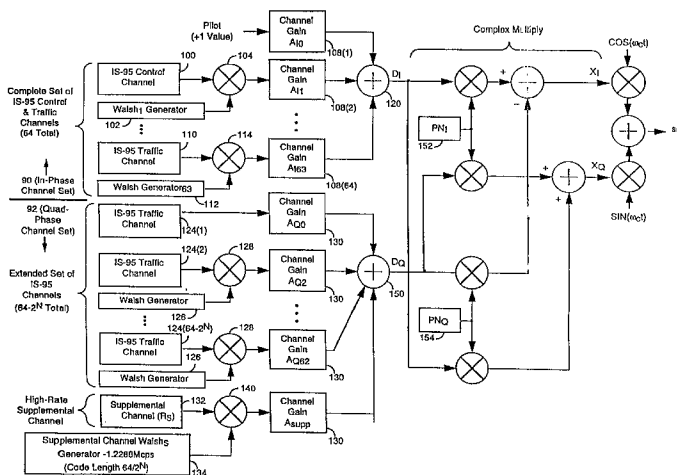 Pilot
(+1 Value)
Channel
Gain
AI0
108(1)
Complex Multiply
COS(ωct)
Complete Set of
IS-95 Control
& Traffic
Channels
(64 Total)
100
IS-95 Control
Channel
104
Channel
Gain
AI1
108(2)
DI
120
+
-
XI
Walsh1 Generator
102
110
IS-95 Traffic
Channel
114
Channel
Gain
AI63
108(64)
PNI
152
Walsh Generator63
112
90 (In-Phase
Channel Set)
92 (Quad-
Phase
Channel Set)
+
+
XQ
SIN(ωct)
IS-95 Traffic
Channel
124(1)
Channel
Gain
AQ0
130
Extended Set of
IS-95
Channels
(64-2N Total)
124(2)
IS-95 Traffic
Channel
128
Channel
Gain
AQ2
130
DQ
150
Walsh Generator
126
PNQ
154
124(64-2N)
IS-95 Traffic
Channel
128
Channel
Gain
AQ62
130
126
Walsh Generator
High-Rate
Supplemental
Channel
Supplemental
Channel (RS)
132
140
Channel
Gain
Asupp
130
Supplemental Channel WalshS
Generator -1.2288Mcps
(Code Length 64/2N)
134